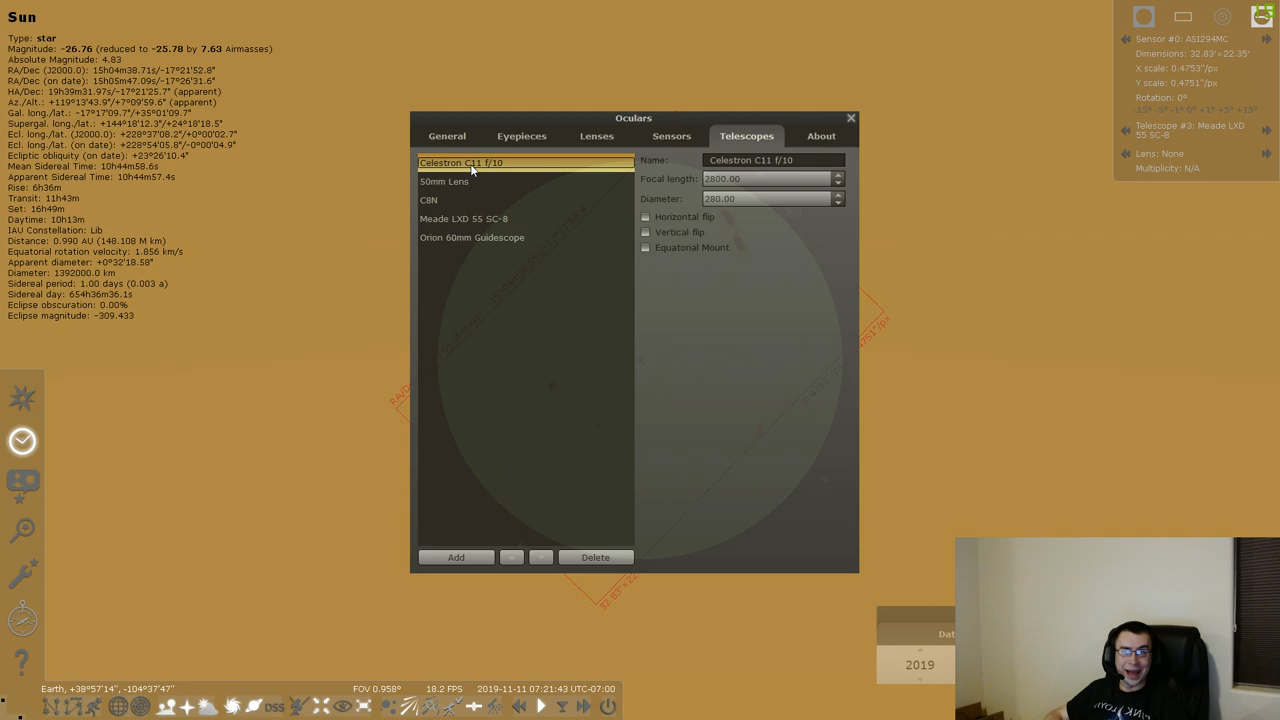 Sun
Type: star
Magnitude: -26.76 (reduced to -25.78 by 7.63 Airmasses)
Absolute Magnitude: 4.83
RA/Dec (J2000.0): 15h04m38.71s/-17°21'52.8"
RA/Dec (on date): 15h05m47.09s/-17°26'31.6"
HA/Dec: 19h39m31.97s/-17°21'25.7" (apparent)
Az./Alt.: +119°13'43.9"/+7°09'59.6" (apparent)
Gal. long./lat.: -17°17'09.7"/+35°01'09.7"
Supergal. long./lat.: +144°18'12.3"/+24°18'18.5"
Ecl. long./lat. (J2000.0): +228°37'08.2"/+0°00'02.7"
Ecl. long./lat. (on date): +228°54'05.8"/-0°00'04.9"
Ecliptic obliquity (on date): +23°26'10.4"
Mean Sidereal Time: 10h44m58.6s
Apparent Sidereal Time: 10h44m57.4s
Rise: 6h36m
Transit: 11h43m
Set: 16h49m
Daytime: 10h13m
IAU Constellation: Lib
Distance: 0.990 AU (148.108 M km)
Equatorial rotation velocity: 1.856 km/s
Apparent diameter: +0°32'18.58"
Diameter: 1392000.0 km
Sidereal period: 1.00 days (0.003 a)
Sidereal day: 654h36m36.1s
Eclipse obscuration: 0.00%
Eclipse magnitude: -309.433
Oculars
General Eyepieces Lenses Sensors Telescopes About
Celestron C11 f/10
50mm Lens
C8N
Meade LXD 55 SC-8
Orion 60mm Guidescope
Name: Celestron C11 f/10
Focal length: 2800.00
Diameter: 280.00
Horizontal flip
Vertical flip
Equatorial Mount
Add Delete
Sensor #0: ASI294MC
Dimensions: 32.83'×22.35'
X scale: 0.4753"/px
Y scale: 0.4751"/px
Rotation: 0°
-15° -5° -1° 0° +1° +5° +15°
Telescope #3: Meade LXD
55 SC-8
Lens: None
Multiplicity: N/A
2019
Earth, +38°57'14", -104°37'47" FOV 0.958° 18.2 FPS 2019-11-11 07:21:43 UTC-07:00
DSS